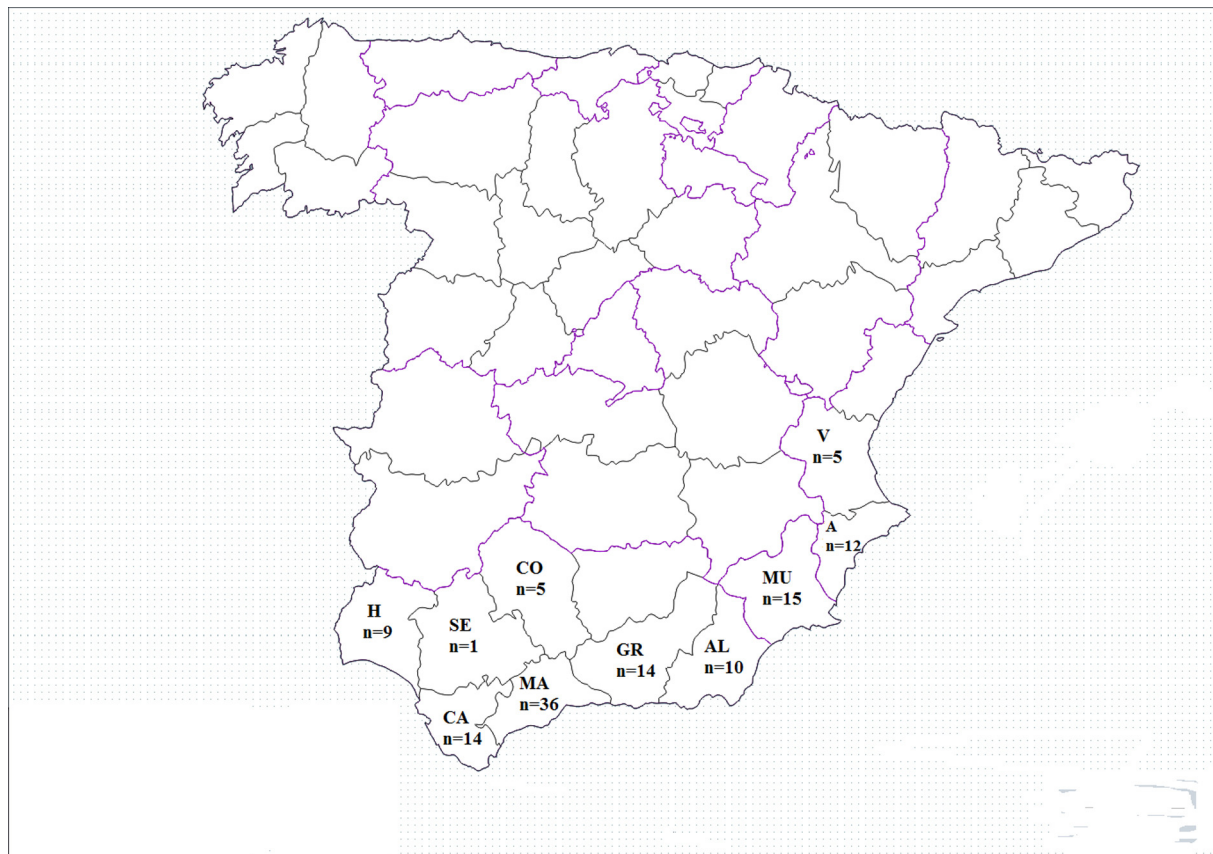 V
n=5
A
n=12
CO
n=5
MU
n=15
H
n=9
SE
n=1
GR
n=14
AL
n=10
MA
n=36
CA
n=14